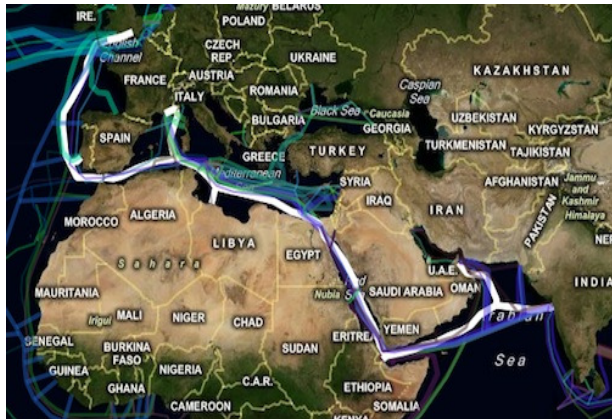 IRE.
Mazury
BELARUS
POLAND
English
Channel
CZECH
REP.
UKRAINE
KAZAKHSTAN
FRANCE
AUSTRIA
ITALY
ROMANIA
Caspian
Sea
Black Sea
Caucasia
BULGARIA
GEORGIA
UZBEKISTAN
KYRGYZSTAN
SPAIN
GREECE
TURKEY
TURKMENISTAN
TAJIKISTAN
Mediterranean
SYRIA
AFGHANISTAN
Jammu
and
Kashmir
Himalaya
IRAQ
IRAN
PAKISTAN
MOROCCO
ALGERIA
LIBYA
EGYPT
U.A.E.
OMAN
INDIA
Sahara
Nubia
SAUDI ARABIA
MAURITANIA
Irigui
MALI
NIGER
CHAD
ERITREA
YEMEN
SENEGAL
BURKINA
FASO
SUDAN
Sea
GUINEA
NIGERIA
GHANA
C.A.R.
ETHIOPIA
CAMEROON
SOMALIA